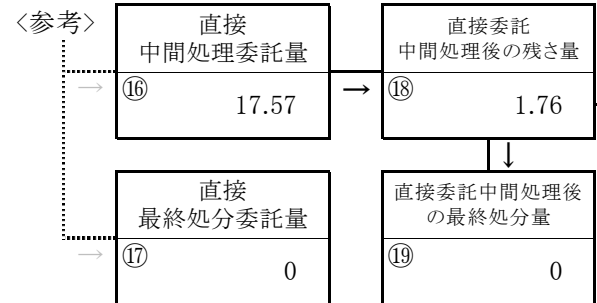 〈参考〉
直接
中間処理委託量
⑯
17.57
→
→
直接委託
中間処理後の残さ量
⑱
1.76
↓
直接
最終処分委託量
⑰
0
→
直接委託中間処理後
の最終処分量
⑲
0